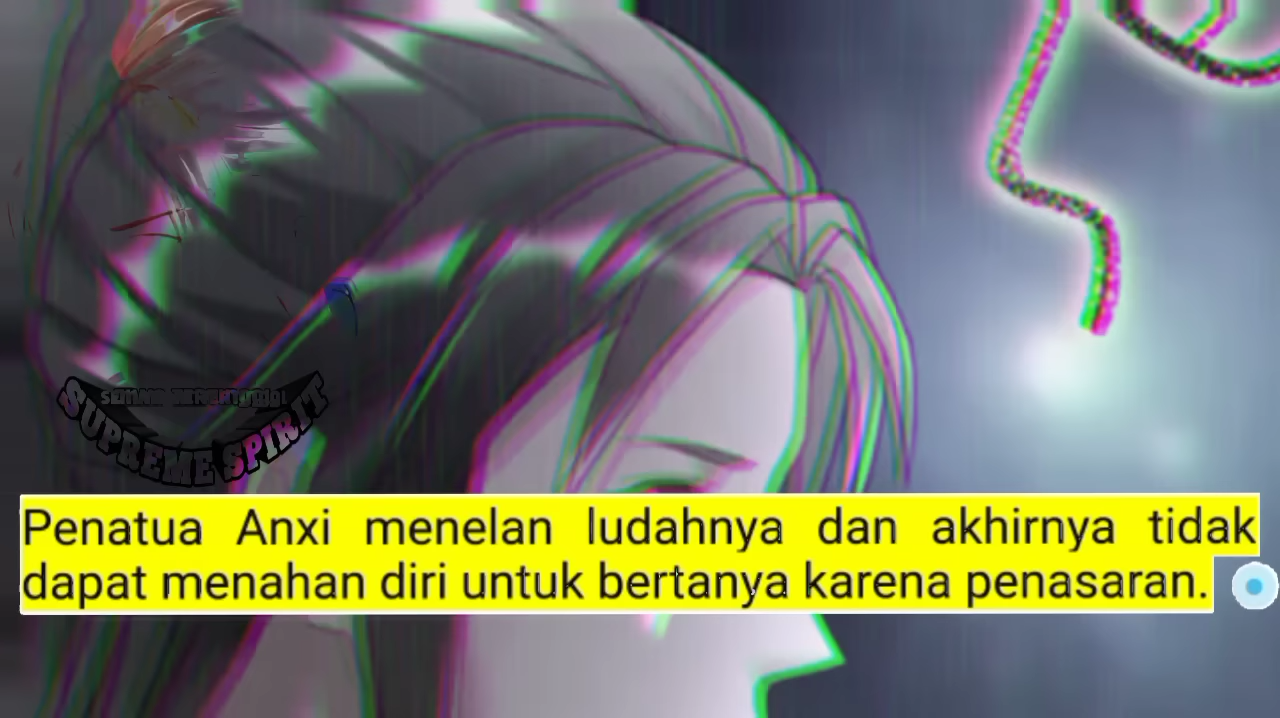 SUPREME SPIRIT
Penatua Anxi menelan ludahnya dan akhirnya tidak
dapat menahan diri untuk bertanya karena penasaran.